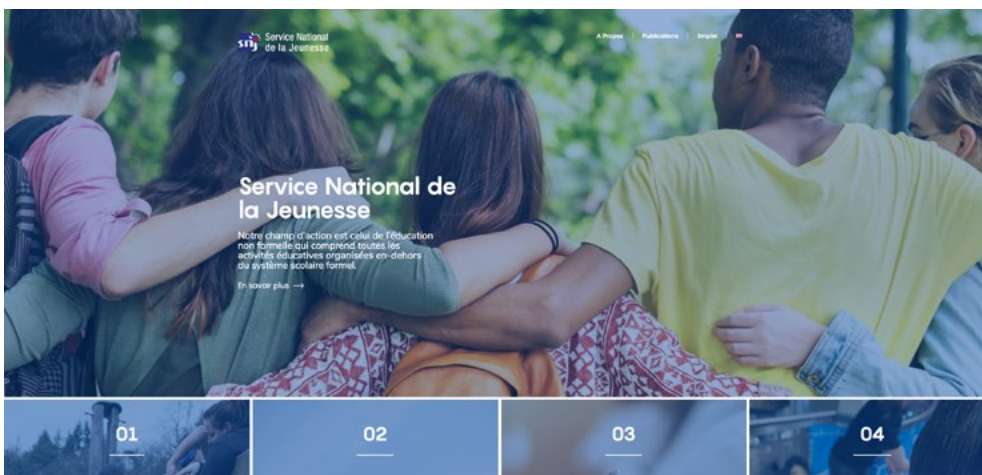 snj Service National
de la Jeunesse
A Propos | Publications | Emploi |
Service National de
la Jeunesse
Notre champ d'action est celui de l'éducation
non formelle qui comprend toutes les
activités éducatives organisées en-dehors
du système scolaire formel.
En savoir plus →
01
02
03
04